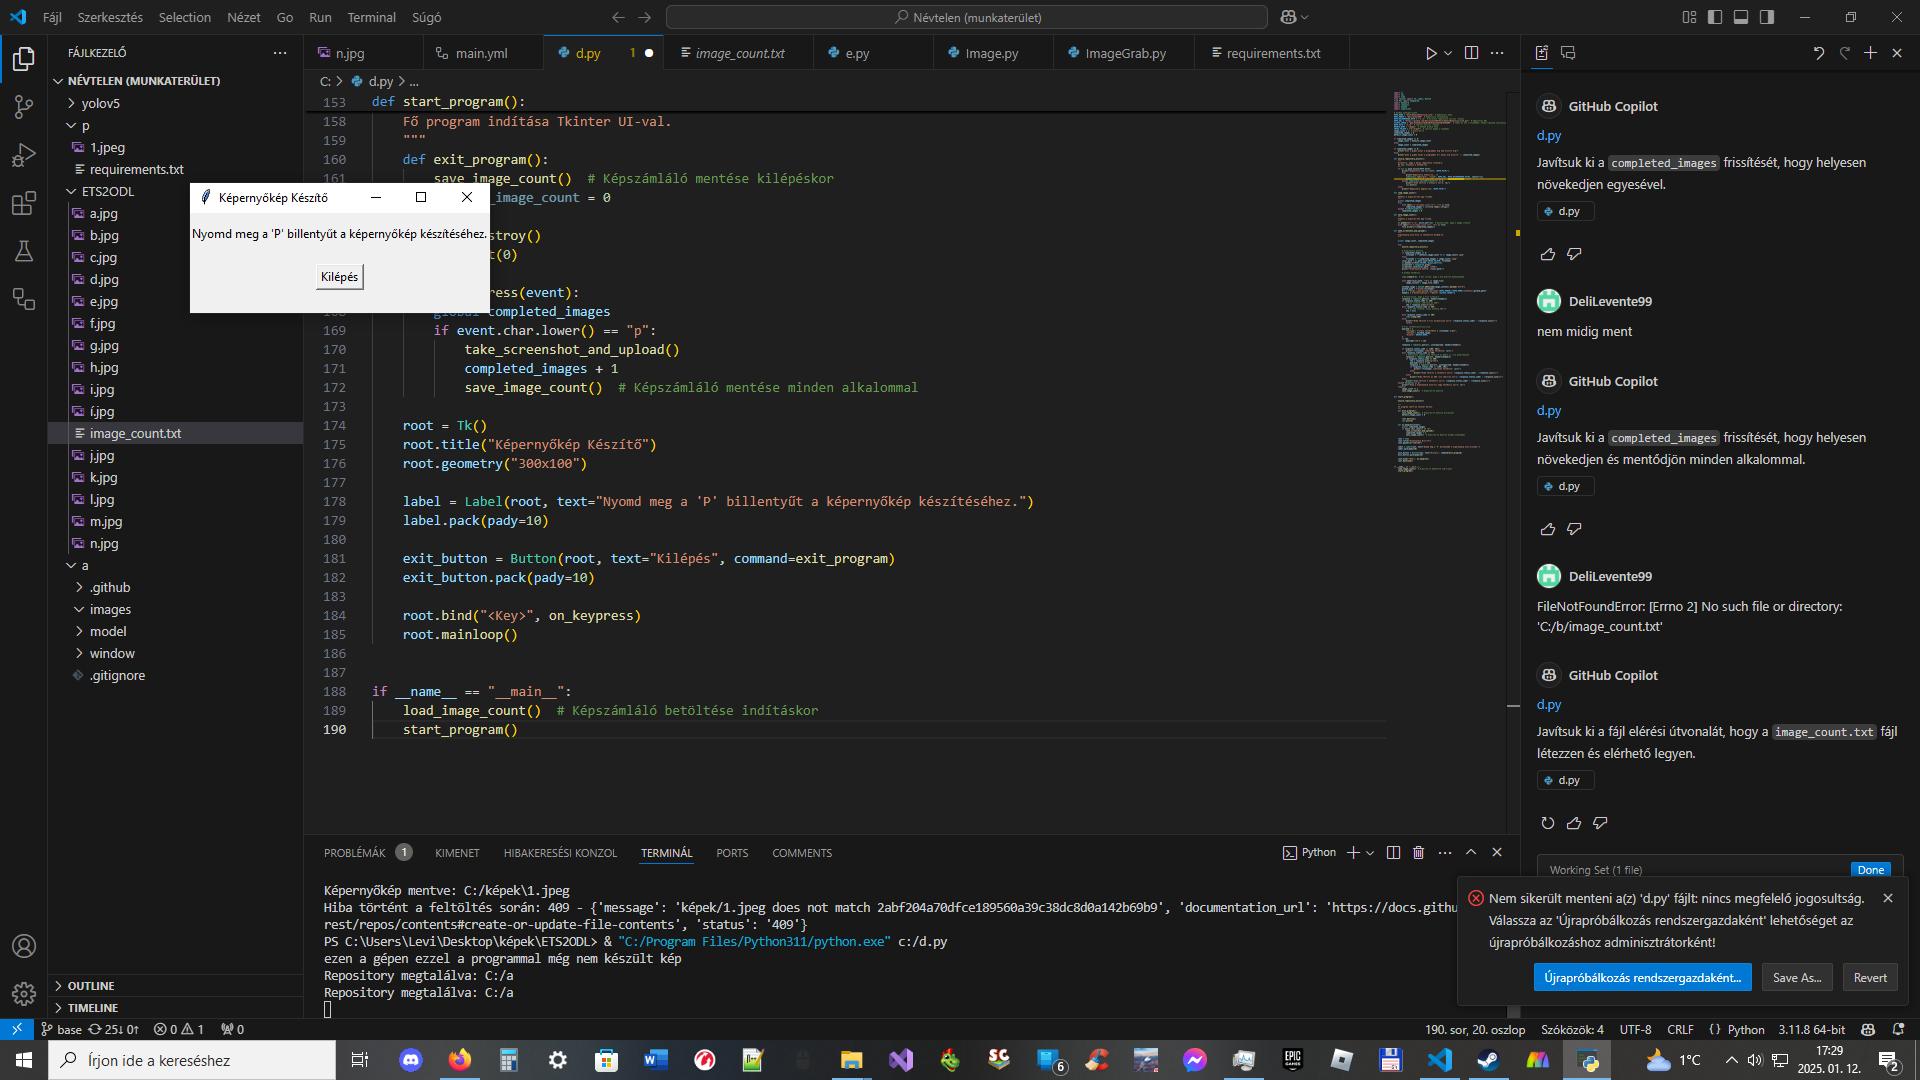 Fájl Szerkesztés Selection Nézet Go Run Terminal Súgó
Névtelen (munkaterület)
FÁJLKEZELŐ
NÉVTELEN (MUNKATERÜLET)
yolov5
p
1.jpeg
requirements.txt
ETS2ODL
a.jpg
b.jpg
c.jpg
d.jpg
e.jpg
f.jpg
g.jpg
h.jpg
i.jpg
í.jpg
image_count.txt
j.jpg
k.jpg
l.jpg
m.jpg
n.jpg
a
.github
images
model
window
.gitignore
OUTLINE
TIMELINE
n.jpg main.yml d.py 1 image_count.txt e.py Image.py ImageGrab.py requirements.txt
C: > d.py > ...
153 def start_program():
158 Fő program indítása Tkinter UI-val.
159 """
160 def exit_program():
161 save_image_count() # Képszámláló mentése kilépéskor
_image_count = 0
stroy()
t(0)
ress(event):
global completed_images
169 if event.char.lower() == "p":
170 take_screenshot_and_upload()
171 completed_images + 1
172 save_image_count() # Képszámláló mentése minden alkalommal
173
174 root = Tk()
175 root.title("Képernyőkép Készítő")
176 root.geometry("300x100")
177
178 label = Label(root, text="Nyomd meg a 'P' billentyűt a képernyőkép készítéséhez.")
179 label.pack(pady=10)
180
181 exit_button = Button(root, text="Kilépés", command=exit_program)
182 exit_button.pack(pady=10)
183
184 root.bind("<Key>", on_keypress)
185 root.mainloop()
186
187
188 if __name__ == "__main__":
189 load_image_count() # Képszámláló betöltése indításkor
190 start_program()
Képernyőkép Készítő
Nyomd meg a 'P' billentyűt a képernyőkép készítéséhez.
Kilépés
PROBLÉMÁK 1 KIMENET HIBAKERESÉSI KONZOL TERMINÁL PORTS COMMENTS
Python
Képernyőkép mentve: C:/képek\1.jpeg
Hiba történt a feltöltés során: 409 - {'message': 'képek/1.jpeg does not match 2abf204a70dfce189560a39c38dc8d0a142b69b9', 'documentation_url': 'https://docs.githu
rest/repos/contents#create-or-update-file-contents', 'status': '409'}
PS C:\Users\Levi\Desktop\képek\ETS2ODL> & "C:/Program Files/Python311/python.exe" c:/d.py
ezen a gépen ezzel a programmal még nem készült kép
Repository megtalálva: C:/a
Repository megtalálva: C:/a
GitHub Copilot
d.py
Javítsuk ki a completed_images frissítését, hogy helyesen
növekedjen egyesével.
d.py
DeliLevente99
nem midig ment
GitHub Copilot
d.py
Javítsuk ki a completed_images frissítését, hogy helyesen
növekedjen és mentődjön minden alkalommal.
d.py
DeliLevente99
FileNotFoundError: [Errno 2] No such file or directory:
'C:/b/image_count.txt'
GitHub Copilot
d.py
Javítsuk ki a fájl elérési útvonalát, hogy a image_count.txt fájl
létezzen és elérhető legyen.
d.py
Working Set (1 file) Done
Nem sikerült menteni a(z) 'd.py' fájlt: nincs megfelelő jogosultság.
Válassza az 'Újrapróbálkozás rendszergazdaként' lehetőséget az
újrapróbálkozáshoz adminisztrátorként!
Újrapróbálkozás rendszergazdaként... Save As... Revert
base 25↓ 0↑ 0 1 0
190. sor, 20. oszlop Szóközök: 4 UTF-8 CRLF Python 3.11.8 64-bit
Írjon ide a kereséshez
6
1°C
17:29
2025. 01. 12.
2